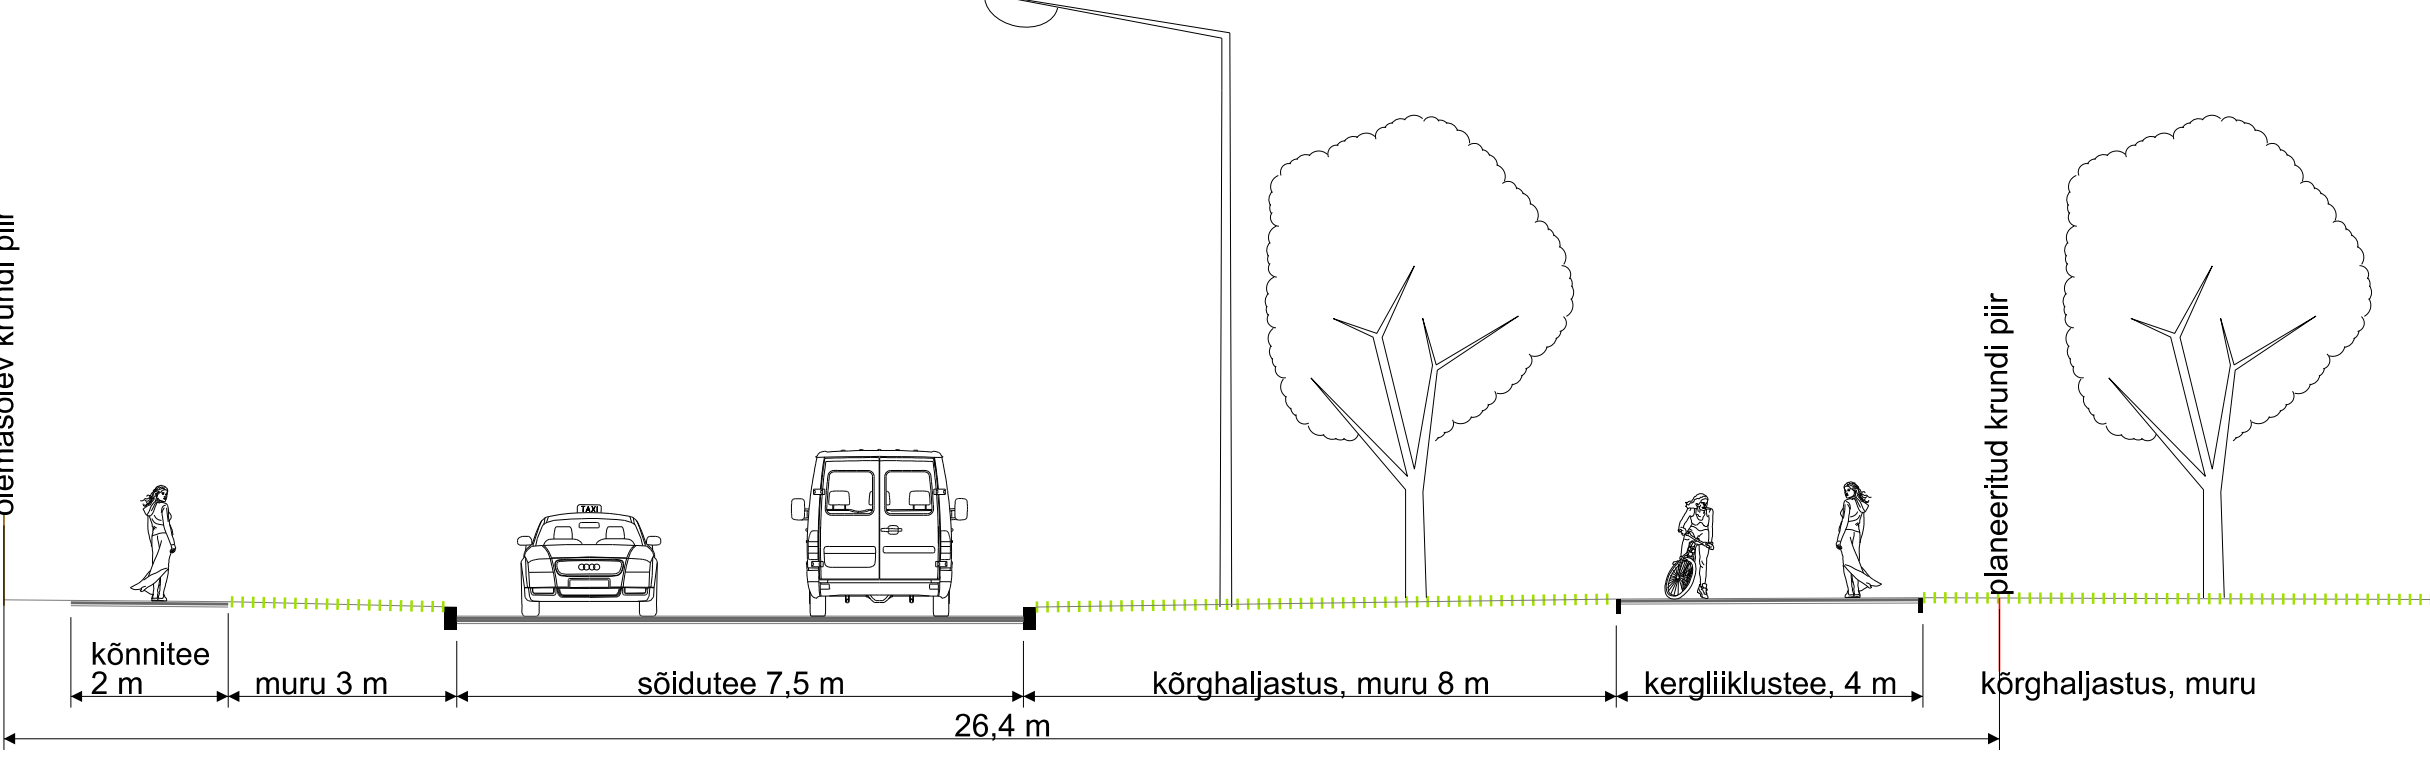 olemasolev krundi piir
planeeritud krundi piir
TAXI
kõnnitee
2 m
muru 3 m
sõidutee 7,5 m
kõrghaljastus, muru 8 m
kergliiklustee, 4 m
kõrghaljastus, muru
26,4 m